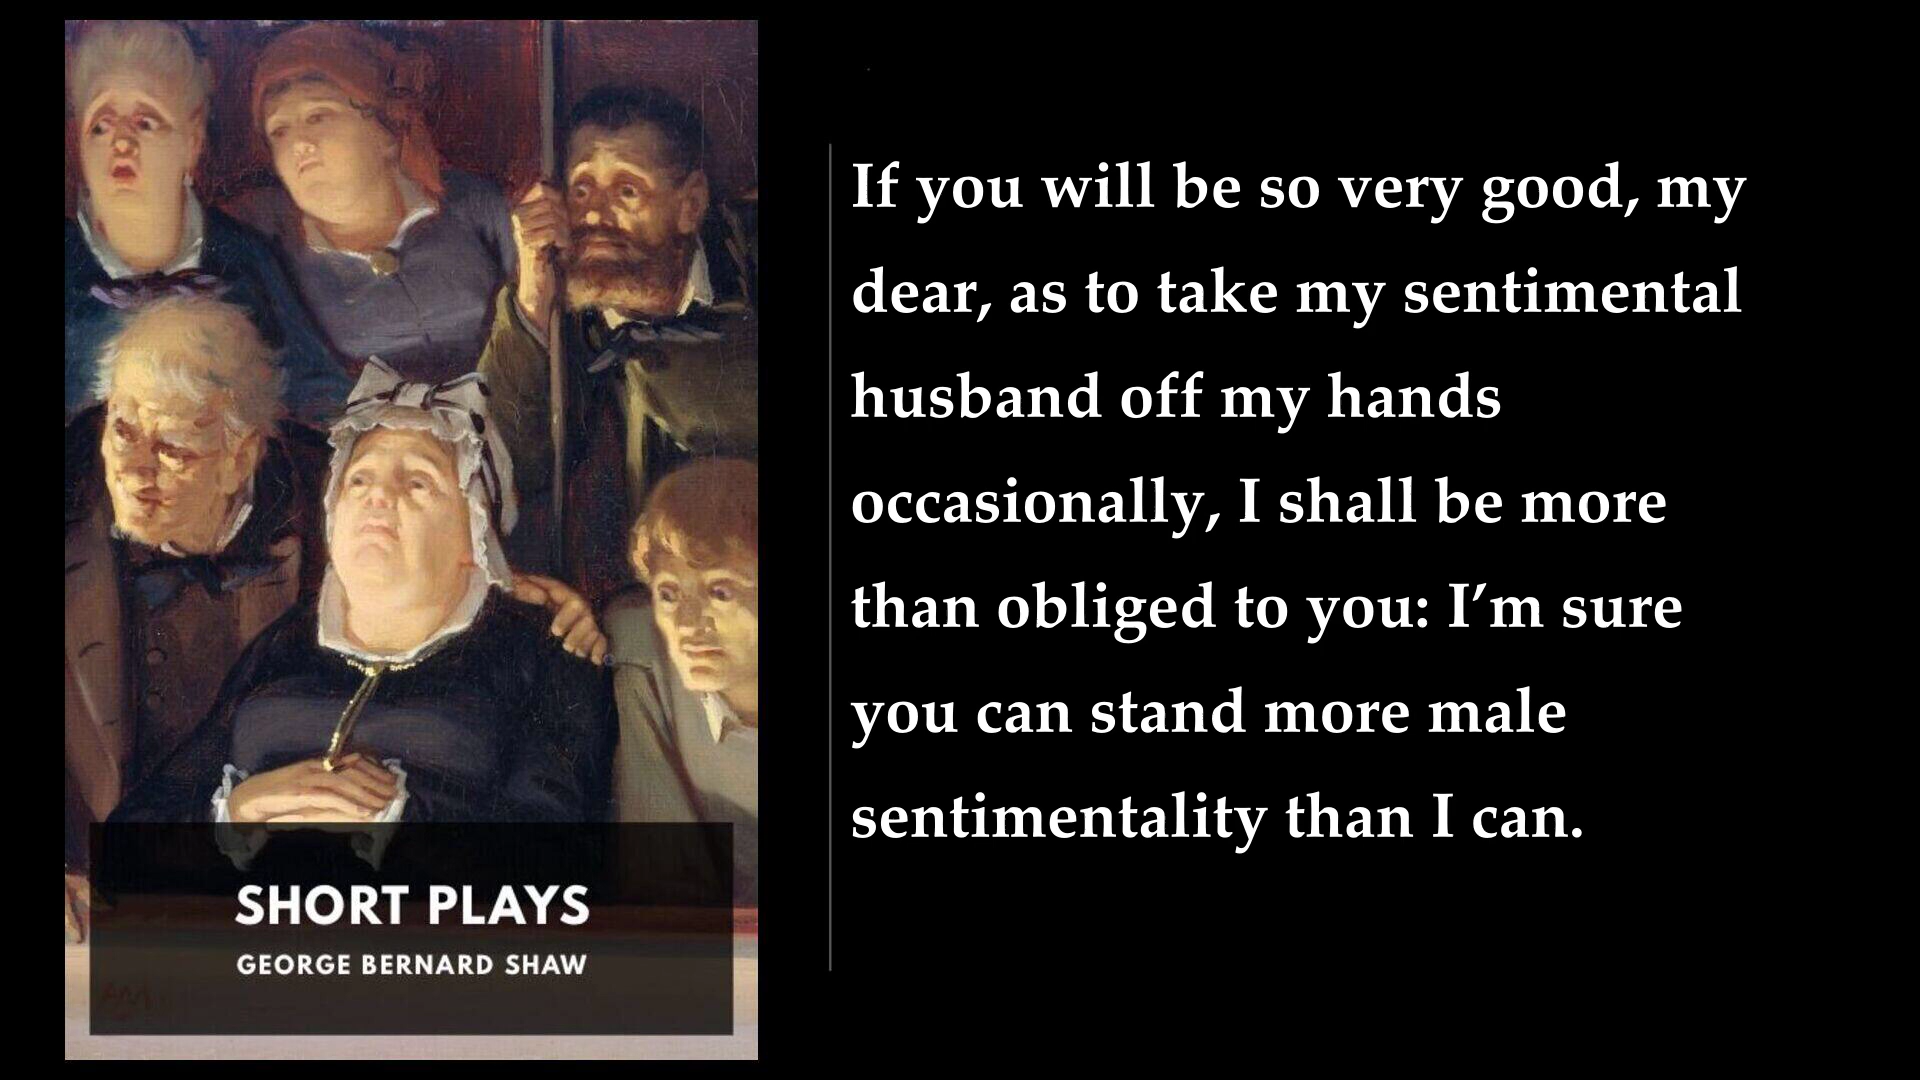 If you will be so very good, my
dear, as to take my sentimental
husband off my hands
occasionally, I shall be more
than obliged to you: I’m sure
you can stand more male
sentimentality than I can.
SHORT PLAYS
GEORGE BERNARD SHAW